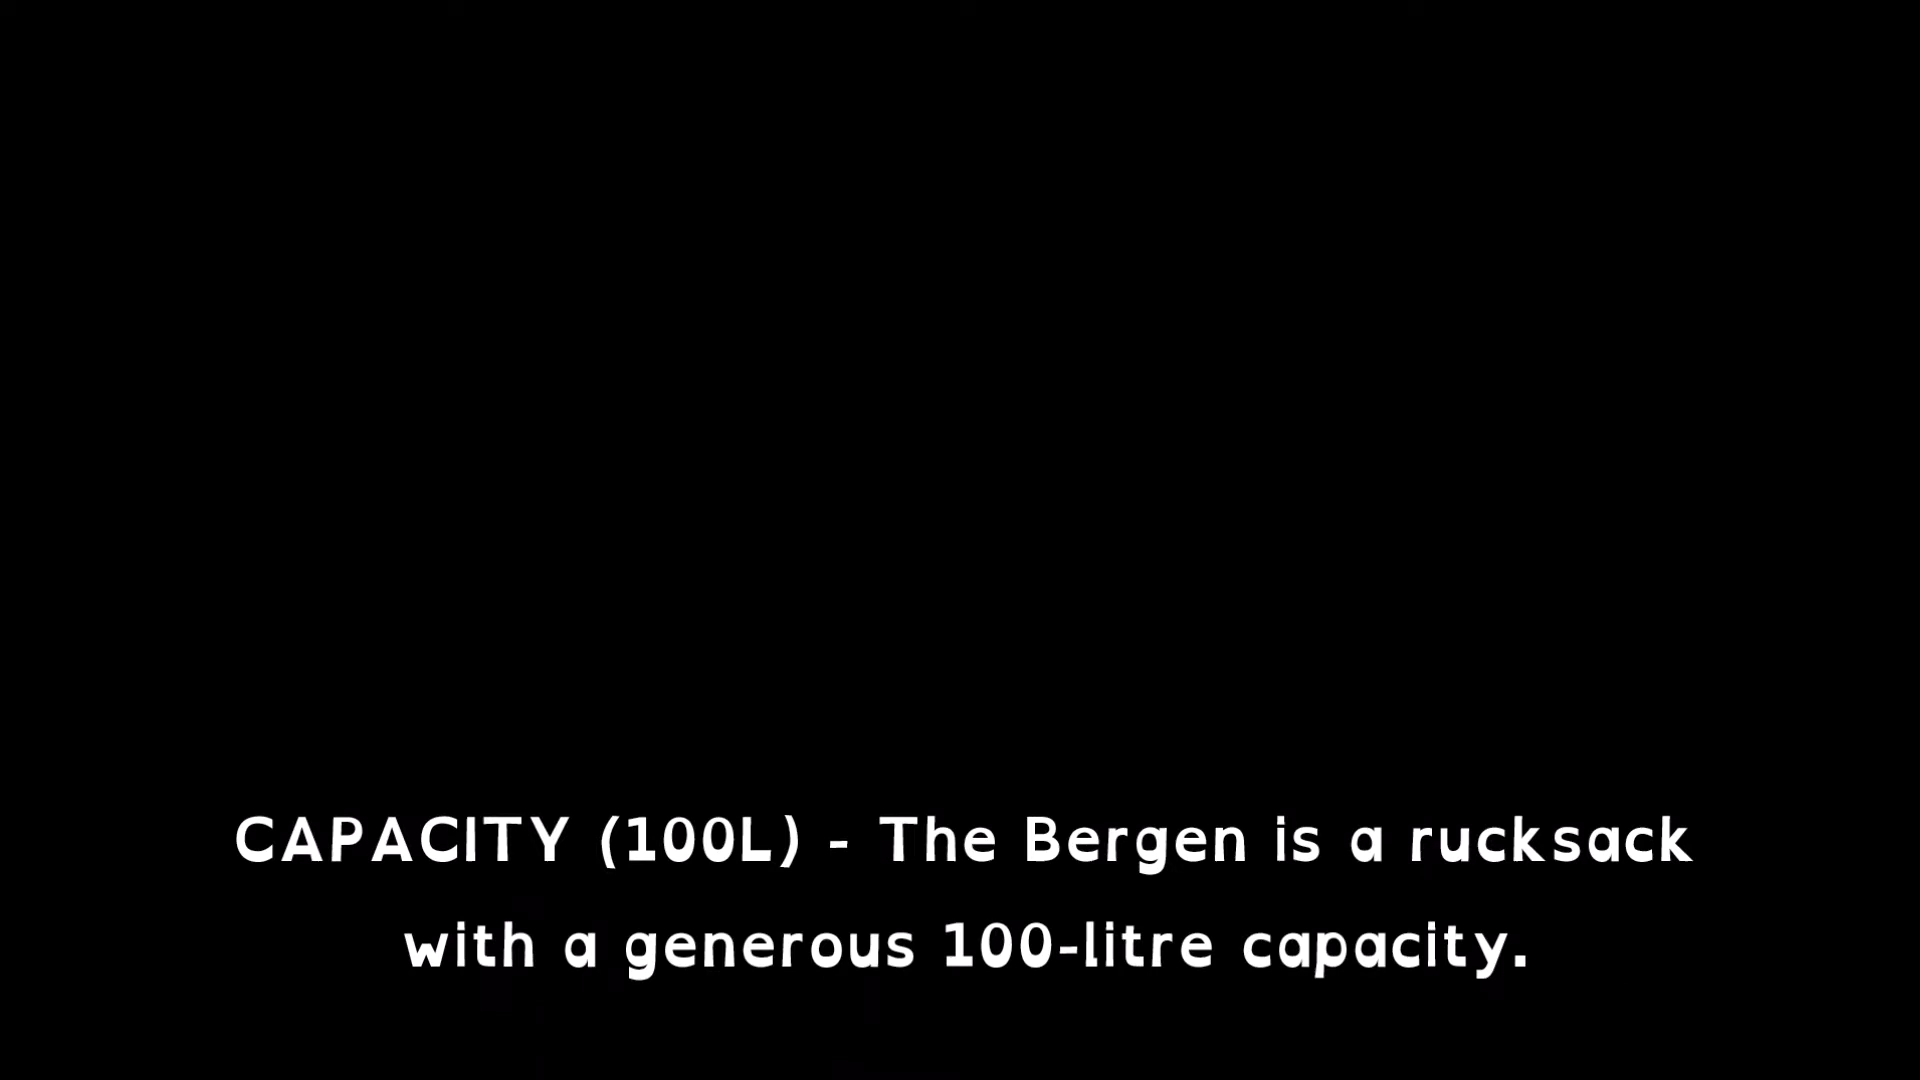 CAPACITY (100L) - The Bergen is a rucksack
with a generous 100-litre capacity.